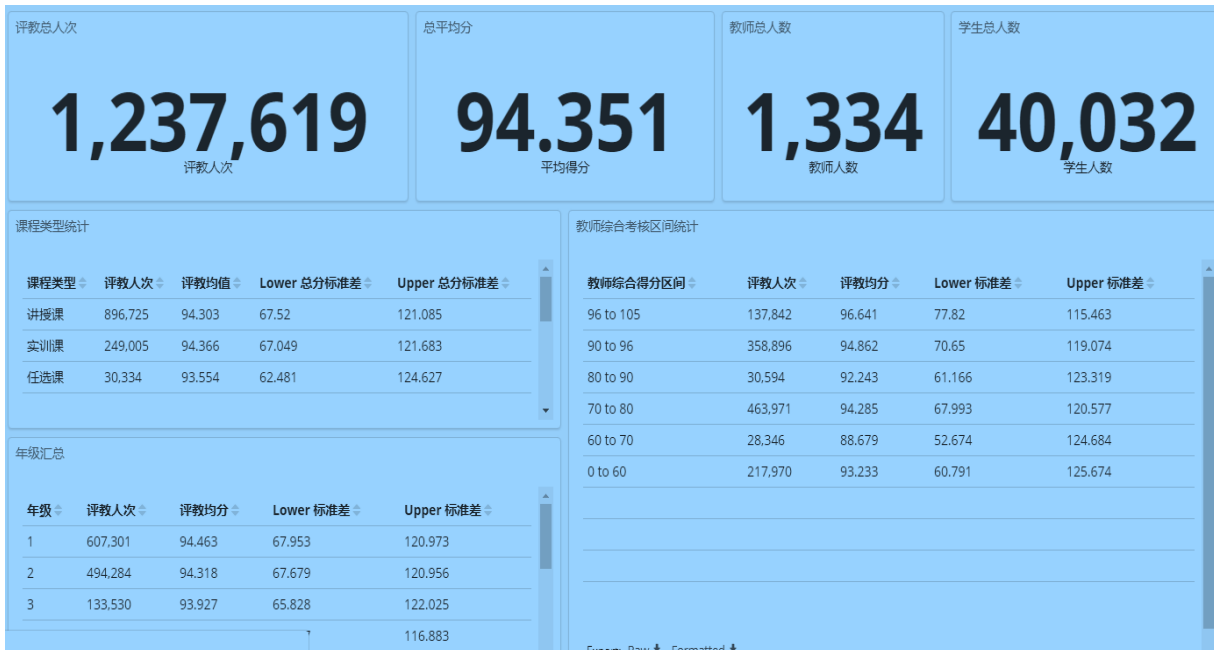 评教总人次
1,237,619
评教人次
总平均分
94.351
平均得分
教师总人数
1,334
教师人数
学生总人数
40,032
学生人数
课程类型统计
课程类型 评教人次 评教均值 Lower 总分标准差 Upper 总分标准差
讲授课 896,725 94.303 67.52 121.085
实训课 249,005 94.366 67.049 121.683
任选课 30,334 93.554 62.481 124.627
年级汇总
年级 评教人次 评教均分 Lower 标准差 Upper 标准差
1 607,301 94.463 67.953 120.973
2 494,284 94.318 67.679 120.956
3 133,530 93.927 65.828 122.025
116.883
教师综合考核区间统计
教师综合得分区间 评教人次 评教均分 Lower 标准差 Upper 标准差
96 to 105 137,842 96.641 77.82 115.463
90 to 96 358,896 94.862 70.65 119.074
80 to 90 30,594 92.243 61.166 123.319
70 to 80 463,971 94.285 67.993 120.577
60 to 70 28,346 88.679 52.674 124.684
0 to 60 217,970 93.233 60.791 125.674
Export: Raw Formatted